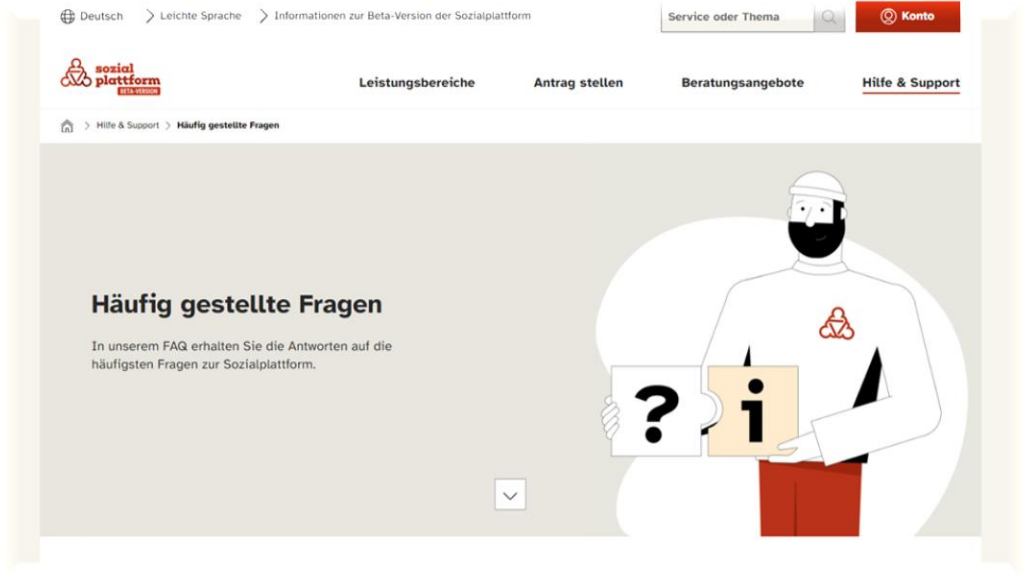 Deutsch
Leichte Sprache
Informationen zur Beta-Version der Sozialplattform
Service oder Thema
Konto
sozial
plattform
BETA-VERSION
Leistungsbereiche
Antrag stellen
Beratungsangebote
Hilfe & Support
Hilfe & Support > Häufig gestellte Fragen
Häufig gestellte Fragen
In unserem FAQ erhalten Sie die Antworten auf die
häufigsten Fragen zur Sozialplattform.
? i